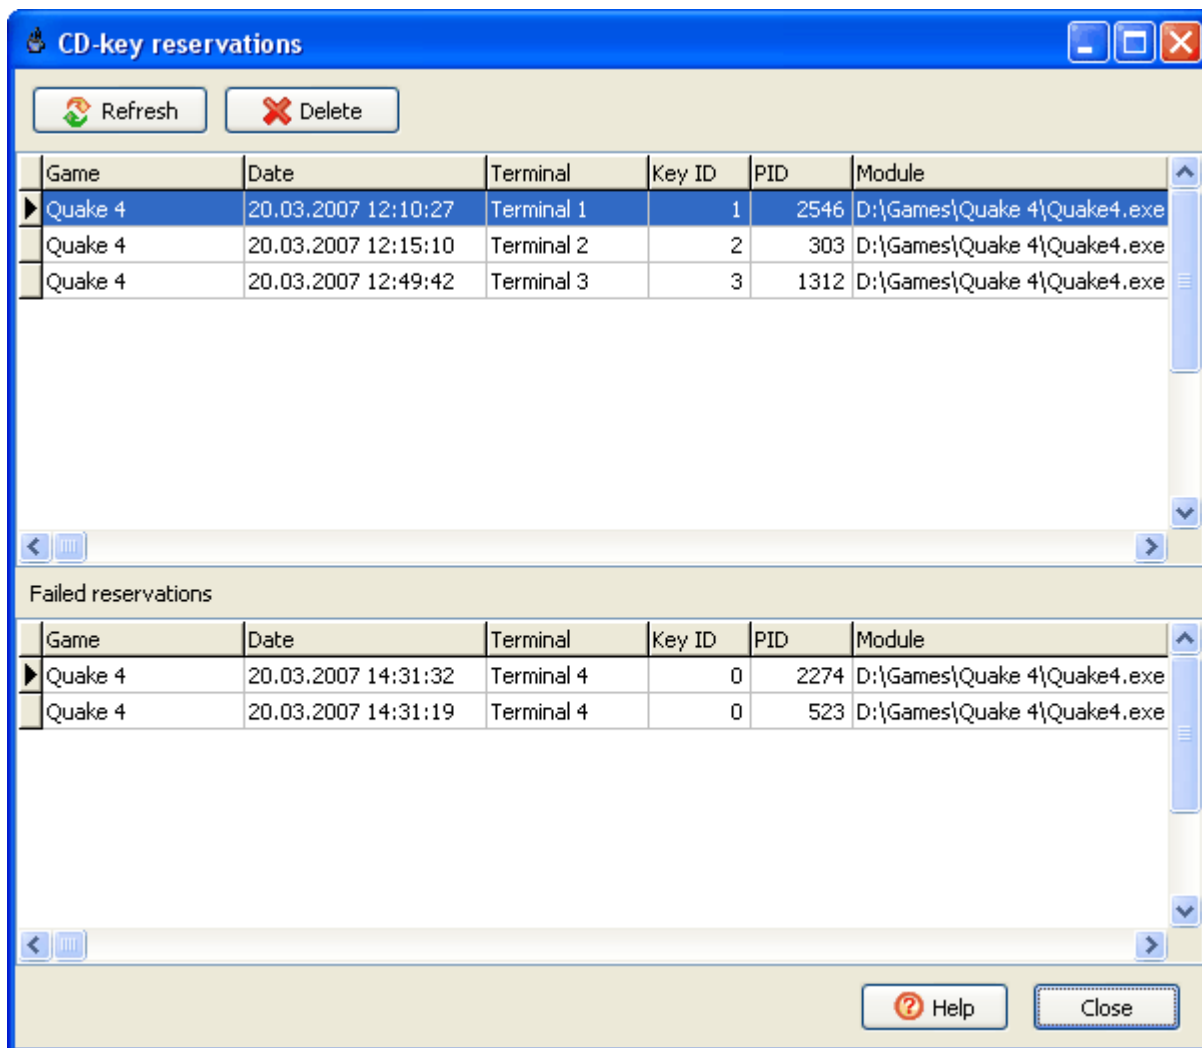 CD-key reservations
Refresh Delete
Game Date Terminal Key ID PID Module
Quake 4 20.03.2007 12:10:27 Terminal 1 1 2546 D:\Games\Quake 4\Quake4.exe
Quake 4 20.03.2007 12:15:10 Terminal 2 2 303 D:\Games\Quake 4\Quake4.exe
Quake 4 20.03.2007 12:49:42 Terminal 3 3 1312 D:\Games\Quake 4\Quake4.exe
Failed reservations
Game Date Terminal Key ID PID Module
Quake 4 20.03.2007 14:31:32 Terminal 4 0 2274 D:\Games\Quake 4\Quake4.exe
Quake 4 20.03.2007 14:31:19 Terminal 4 0 523 D:\Games\Quake 4\Quake4.exe
Help Close